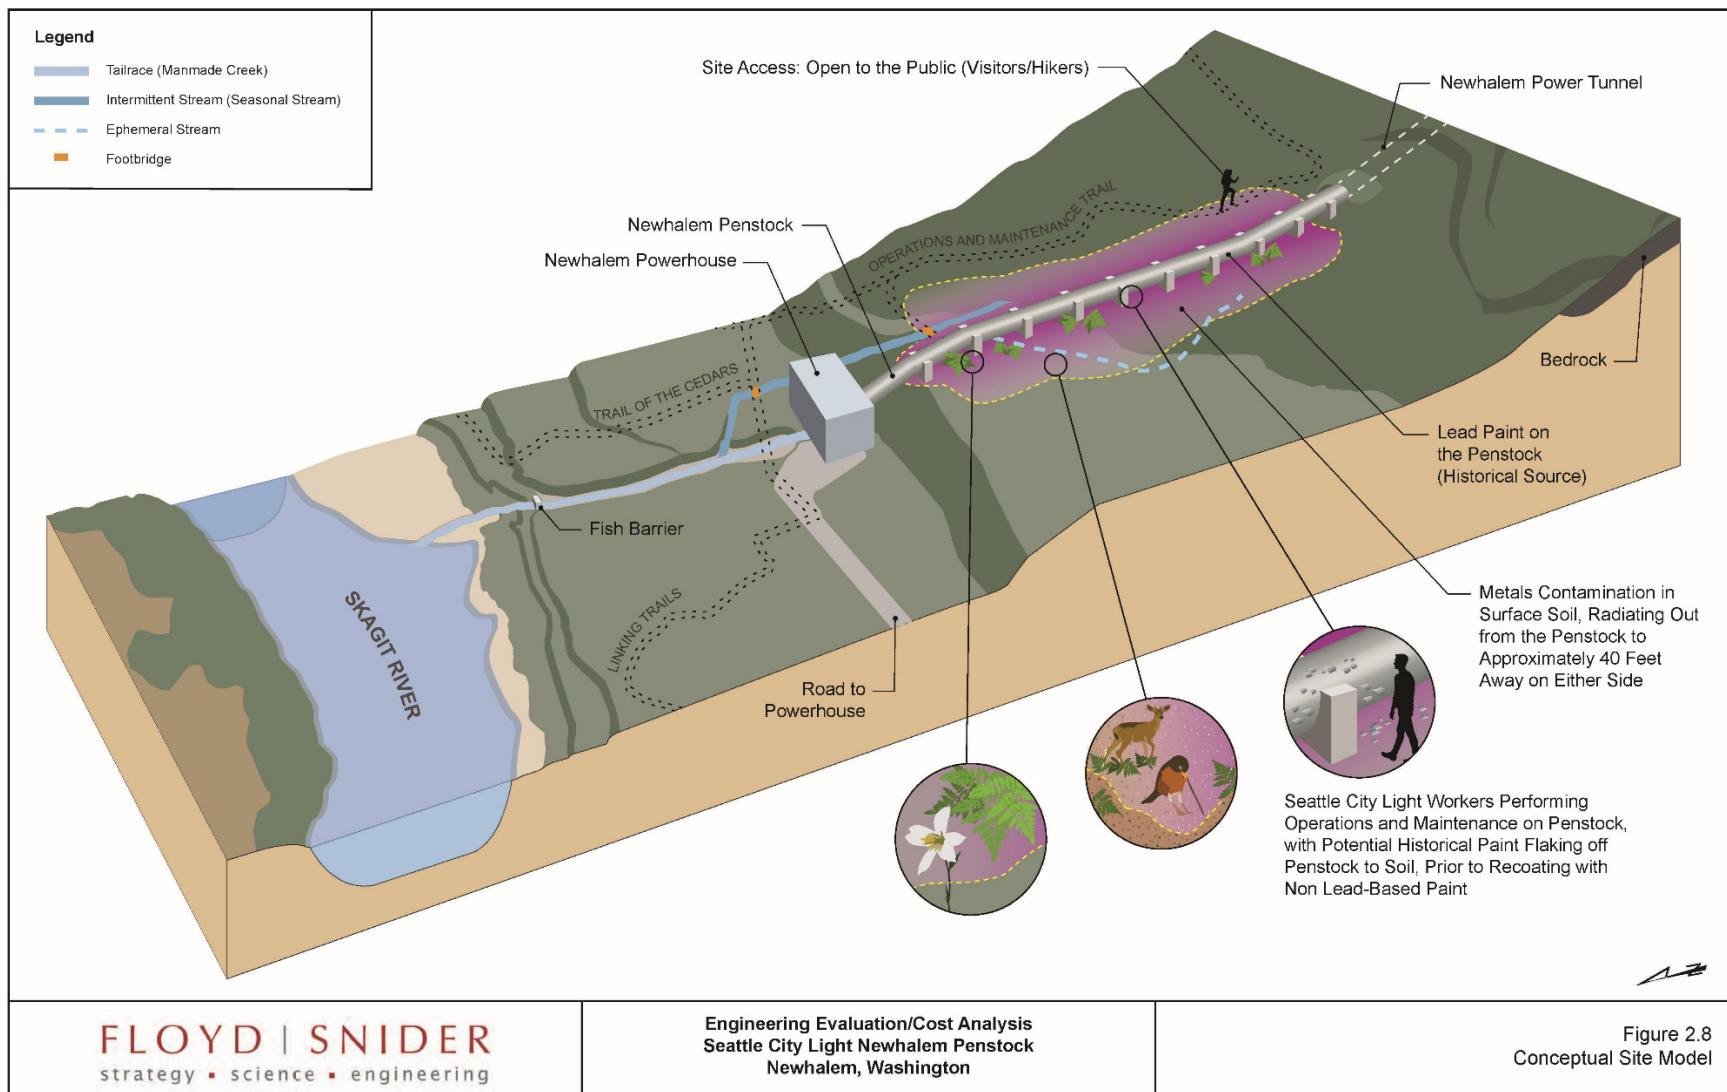 Legend
Tailrace (Manmade Creek)
Intermittent Stream (Seasonal Stream)
Ephemeral Stream
Footbridge
Site Access: Open to the Public (Visitors/Hikers)
Newhalem Power Tunnel
Newhalem Penstock
Newhalem Powerhouse
OPERATIONS AND MAINTENANCE TRAIL
TRAIL OF THE CEDARS
Bedrock
Lead Paint on
the Penstock
(Historical Source)
Fish Barrier
SKAGIT RIVER
LINKING TRAILS
Road to
Powerhouse
Metals Contamination in
Surface Soil, Radiating Out
from the Penstock to
Approximately 40 Feet
Away on Either Side
Seattle City Light Workers Performing
Operations and Maintenance on Penstock,
with Potential Historical Paint Flaking off
Penstock to Soil, Prior to Recoating with
Non Lead-Based Paint
N
FLOYD | SNIDER
strategy ▪ science ▪ engineering
Engineering Evaluation/Cost Analysis
Seattle City Light Newhalem Penstock
Newhalem, Washington
Figure 2.8
Conceptual Site Model